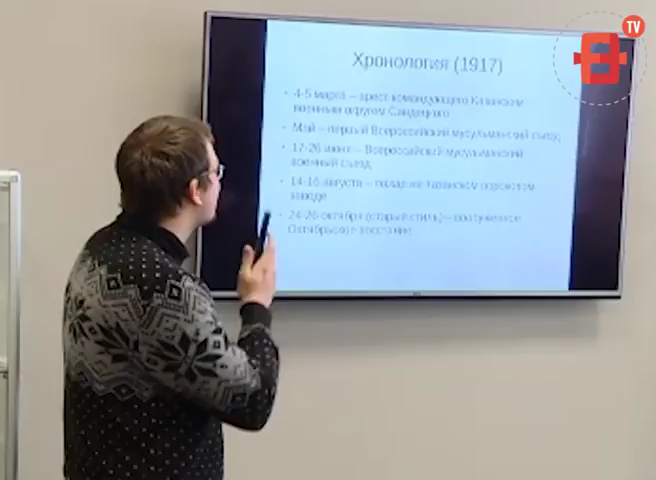 TV
Хронология (1917)
4-5 марта – арест командующего Казанским
военным округом Сандецкого
Май – первый Всероссийский мусульманский съезд
17-26 июня – Всероссийский мусульманский
военный съезд
14-16 августа – пожар на Казанском пороховом
заводе
24-26 октября (старый стиль) – вооруженное
Октябрьское восстание